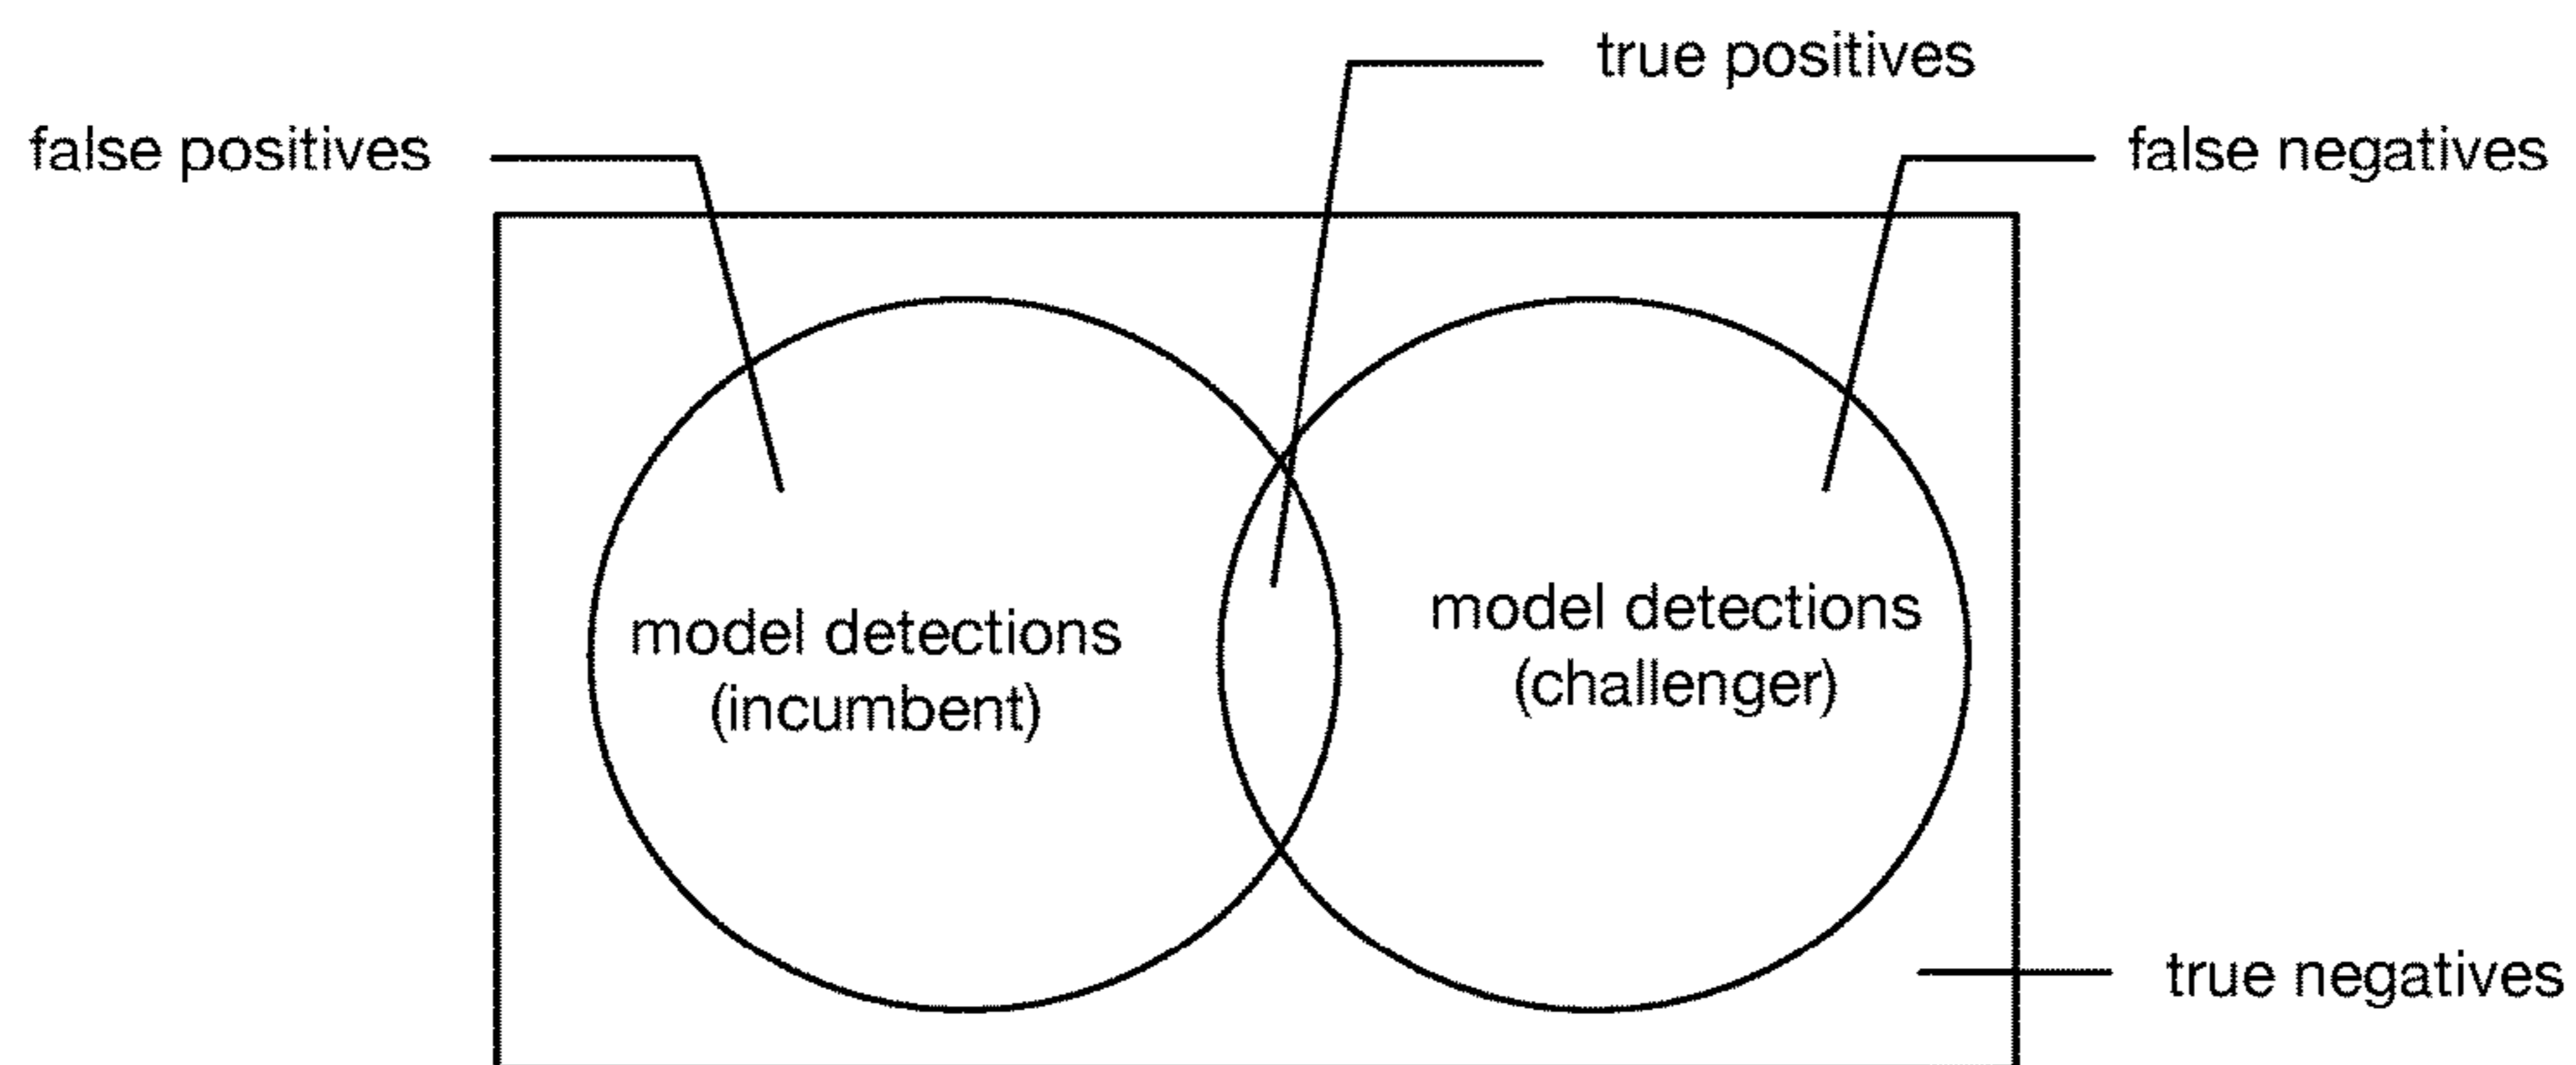 true positives
false positives
false negatives
model detections
(incumbent)
model detections
(challenger)
true negatives